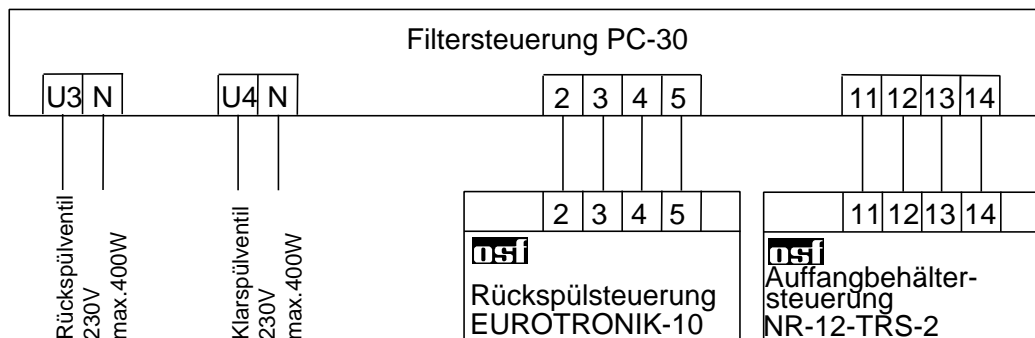 Filtersteuerung PC-30
U3 N
U4 N
2 3 4 5
11 12 13 14
Rückspülventil
230V
max.400W
Klarspülventil
230V
max.400W
2 3 4 5
osf
Rückspülsteuerung
EUROTRONIK-10
11 12 13 14
osf
Auffangbehälter-
steuerung
NR-12-TRS-2